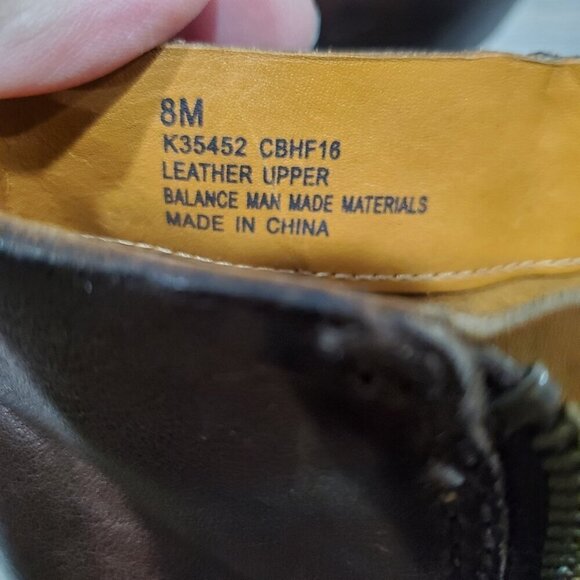 8M
K35452 CBHF16
LEATHER UPPER
BALANCE MAN MADE MATERIALS
MADE IN CHINA